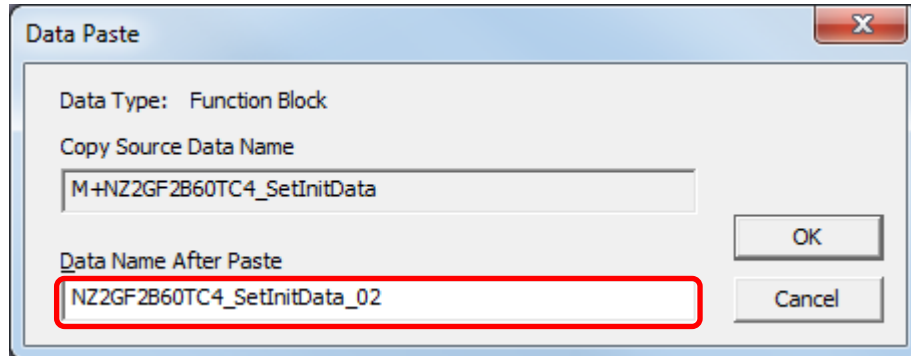 Data Paste
Data Type: Function Block
Copy Source Data Name
M+NZ2GF2B60TC4_SetInitData
OK
Data Name After Paste
NZ2GF2B60TC4_SetInitData_02
Cancel